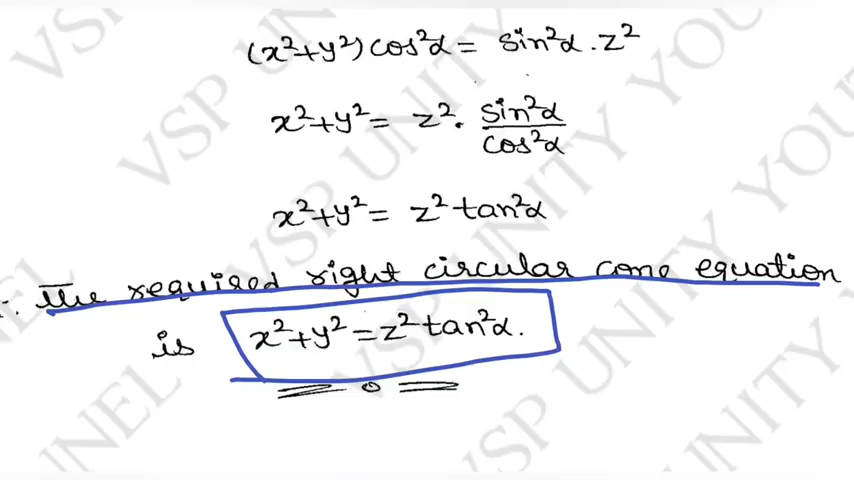 (x²+y²) cos²α = sin²α . z²
x²+y² = z² . sin²α / cos²α
x²+y² = z² tan²α
∴ The required right circular cone equation
is x²+y² = z² tan²α.